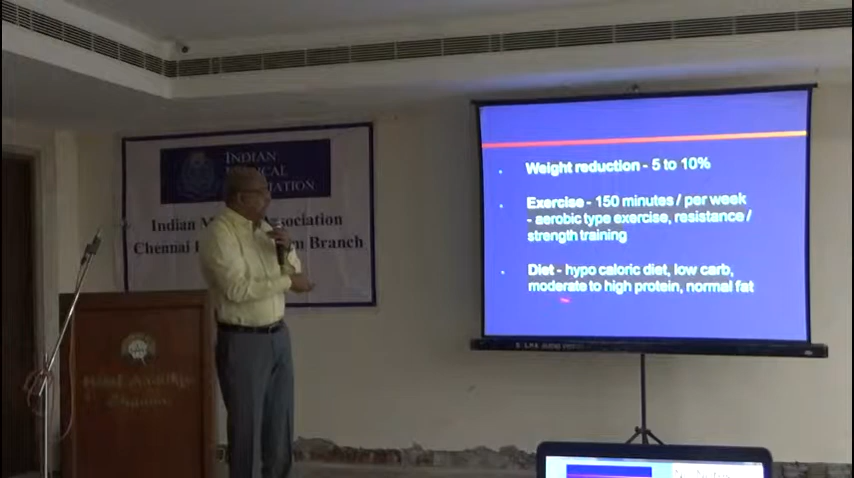 INDIAN
Indian
Association
Chennai
Branch
Weight reduction - 5 to 10%
Exercise - 150 minutes / per week
- aerobic type exercise, resistance /
strength training
Diet - hypo caloric diet, low carb,
moderate to high protein, normal fat